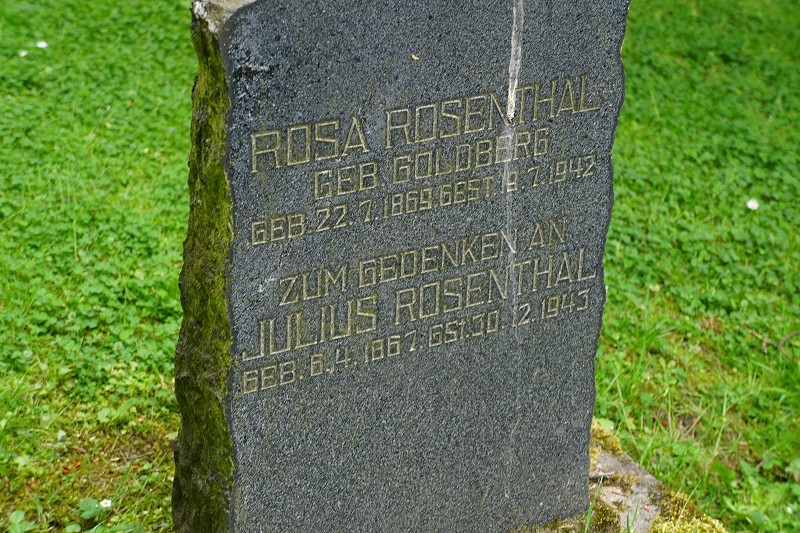 ROSA ROSENTHAL
GEB GOLDBERG
GEB. 22. 7. 1869. GEST 9. 7. 1942
ZUM GEDENKEN AN
JULIUS ROSENTHAL
GEB. 6. 4. 1867. GST. 30. 12. 1943